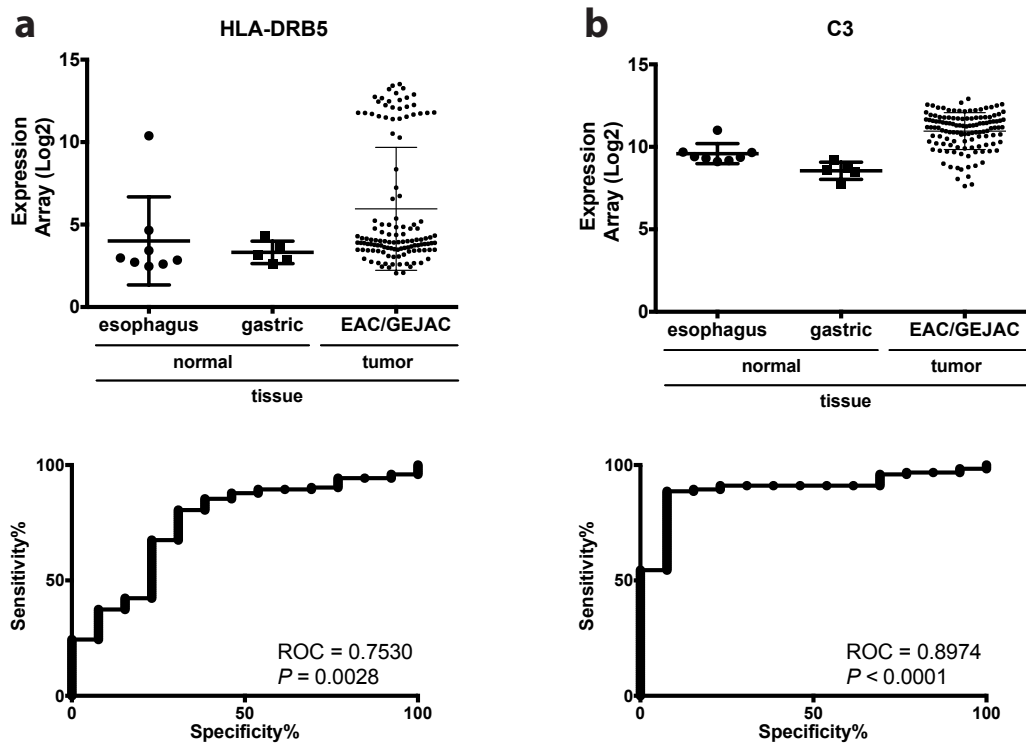 a
HLA-DRB5
Expression
Array (Log2)
15
10
5
0
esophagus gastric EAC/GEJAC
normal tumor
tissue
100
50
0
Sensitivity%
ROC = 0.7530
P = 0.0028
0 50 100
Specificity%
b
C3
Expression
Array (Log2)
15
10
5
0
esophagus gastric EAC/GEJAC
normal tumor
tissue
100
50
0
Sensitivity%
ROC = 0.8974
P < 0.0001
0 50 100
Specificity%